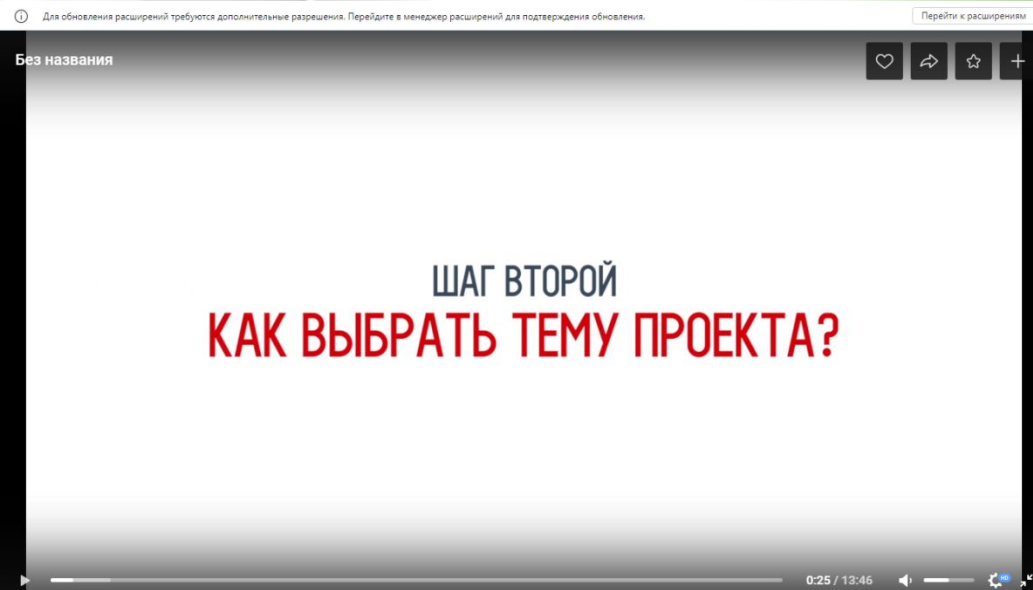 Для обновления расширений требуются дополнительные разрешения. Перейдите в менеджер расширений для подтверждения обновления.
Перейти к расширениям
Без названия
ШАГ ВТОРОЙ
КАК ВЫБРАТЬ ТЕМУ ПРОЕКТА?
0:25 / 13:46
HD